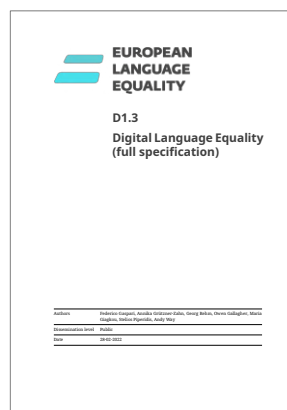 EUROPEAN
LANGUAGE
EQUALITY
D1.3
Digital Language Equality
(full specification)
Authors Federico Gaspari, Annika Grützner-Zahn, Georg Rehm, Owen Gallagher, Maria
Giagkou, Stelios Piperidis, Andy Way
Dissemination level Public
Date 28-02-2022